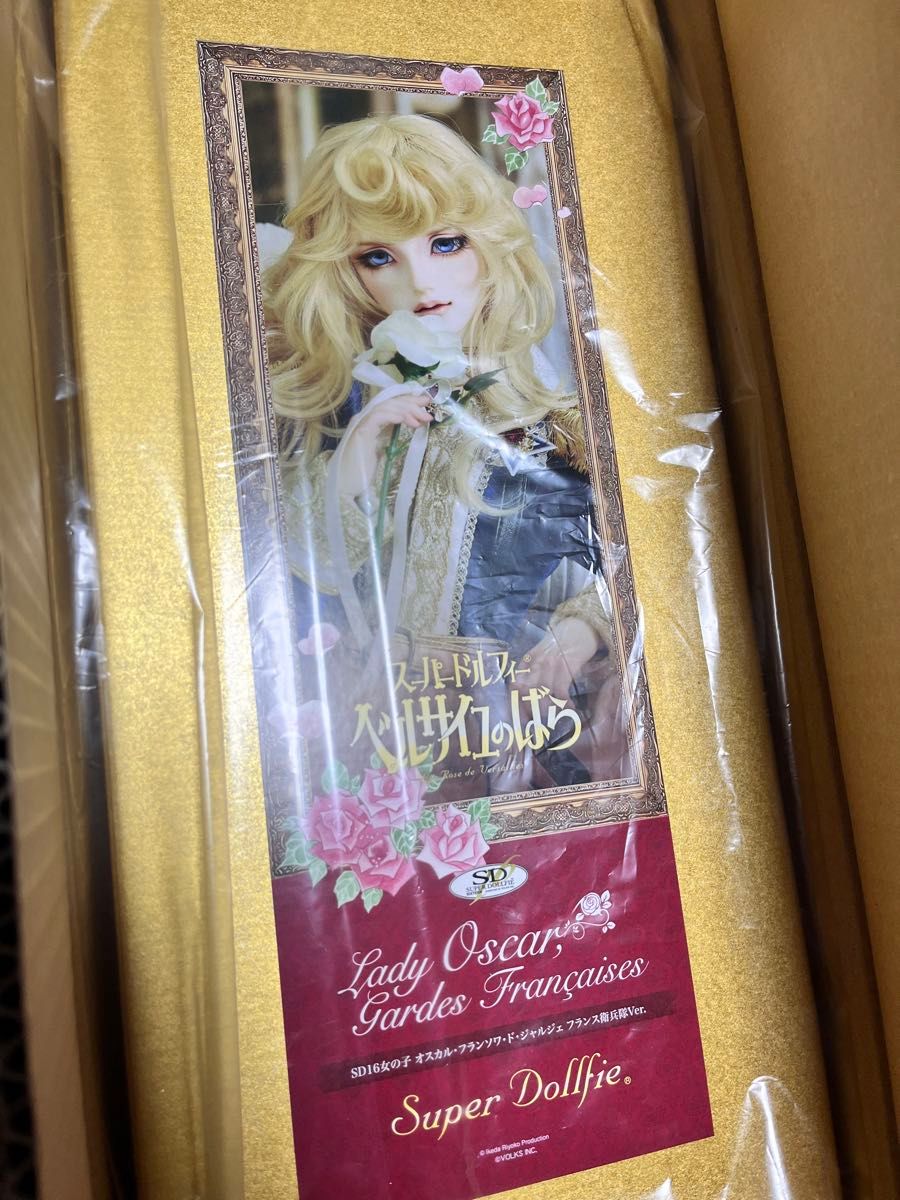 スーパードルフィー®
ベルサイユのばら
Rose de Versailles
SD
SUPER DOLLFIE
Lady Oscar,
Gardes Françaises
SD16女の子 オスカル・フランソワ・ド・ジャルジェ フランス衛兵隊Ver.
Super Dollfie®
© Ikeda Riyoko Production
©VOLKS INC.